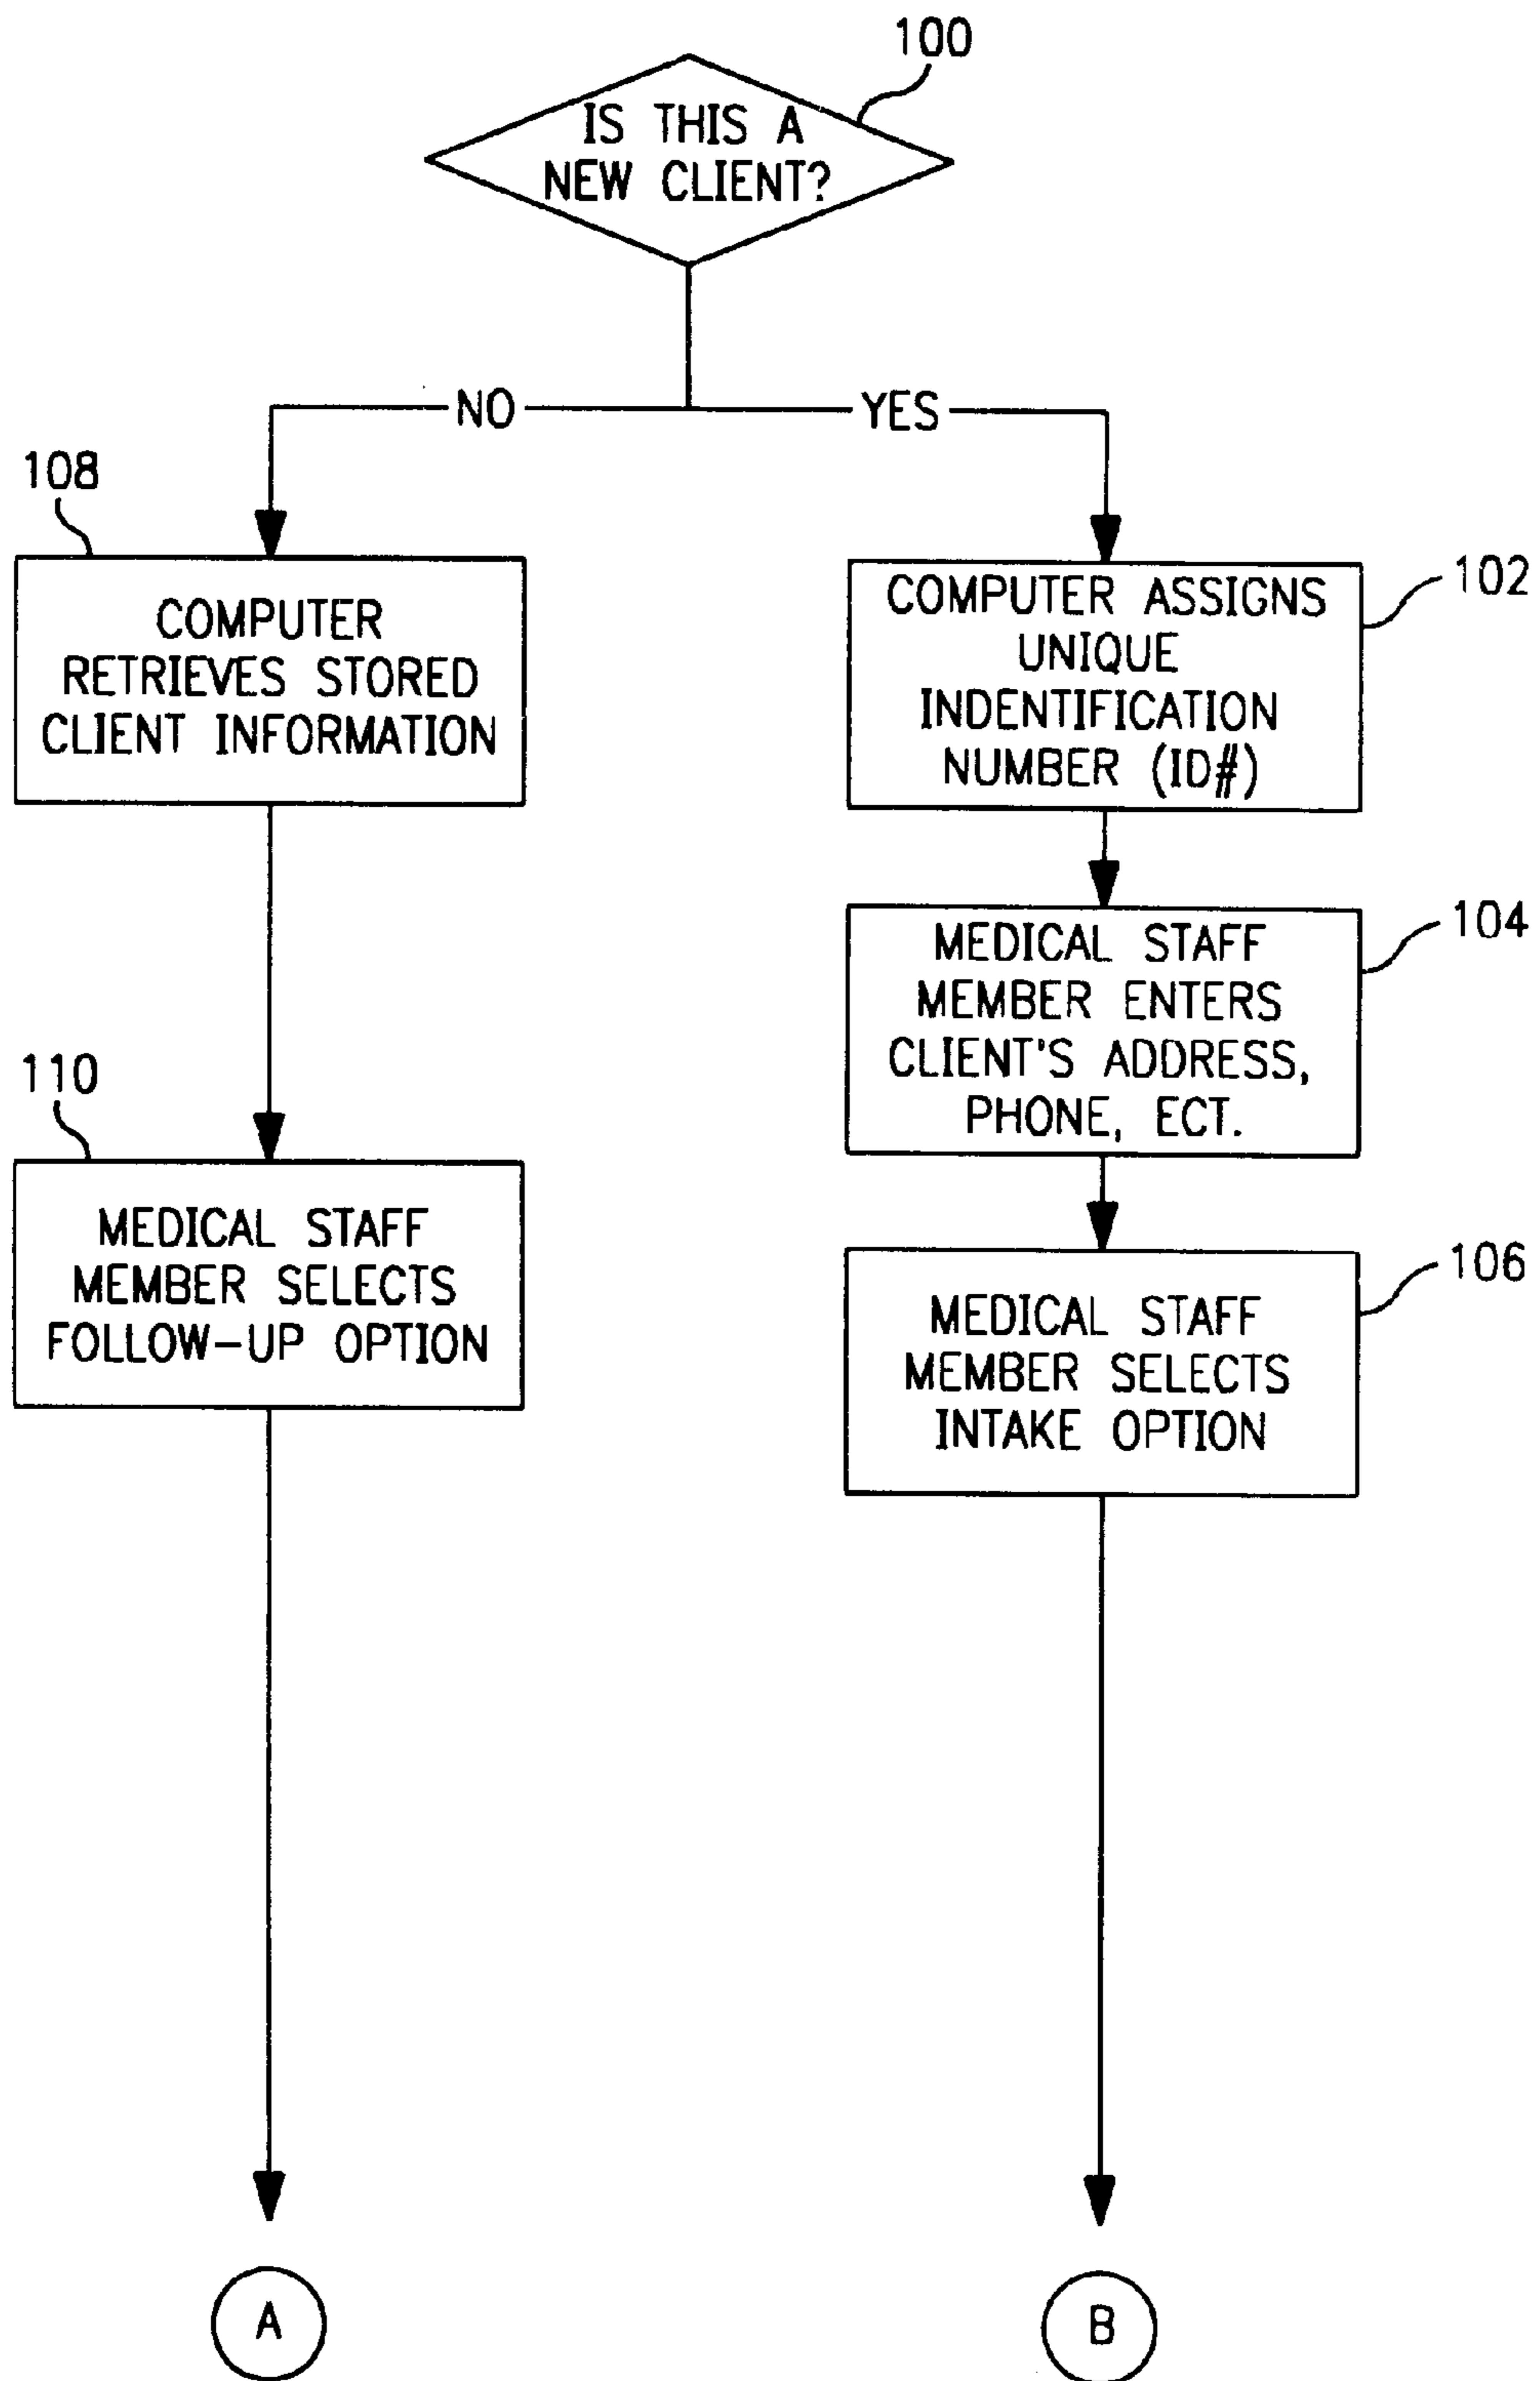 100
IS THIS A
NEW CLIENT?
NO
YES
108
COMPUTER
RETRIEVES STORED
CLIENT INFORMATION
102
COMPUTER ASSIGNS
UNIQUE
INDENTIFICATION
NUMBER (ID#)
104
MEDICAL STAFF
MEMBER ENTERS
CLIENT'S ADDRESS,
PHONE, ECT.
110
MEDICAL STAFF
MEMBER SELECTS
FOLLOW-UP OPTION
106
MEDICAL STAFF
MEMBER SELECTS
INTAKE OPTION
A
B